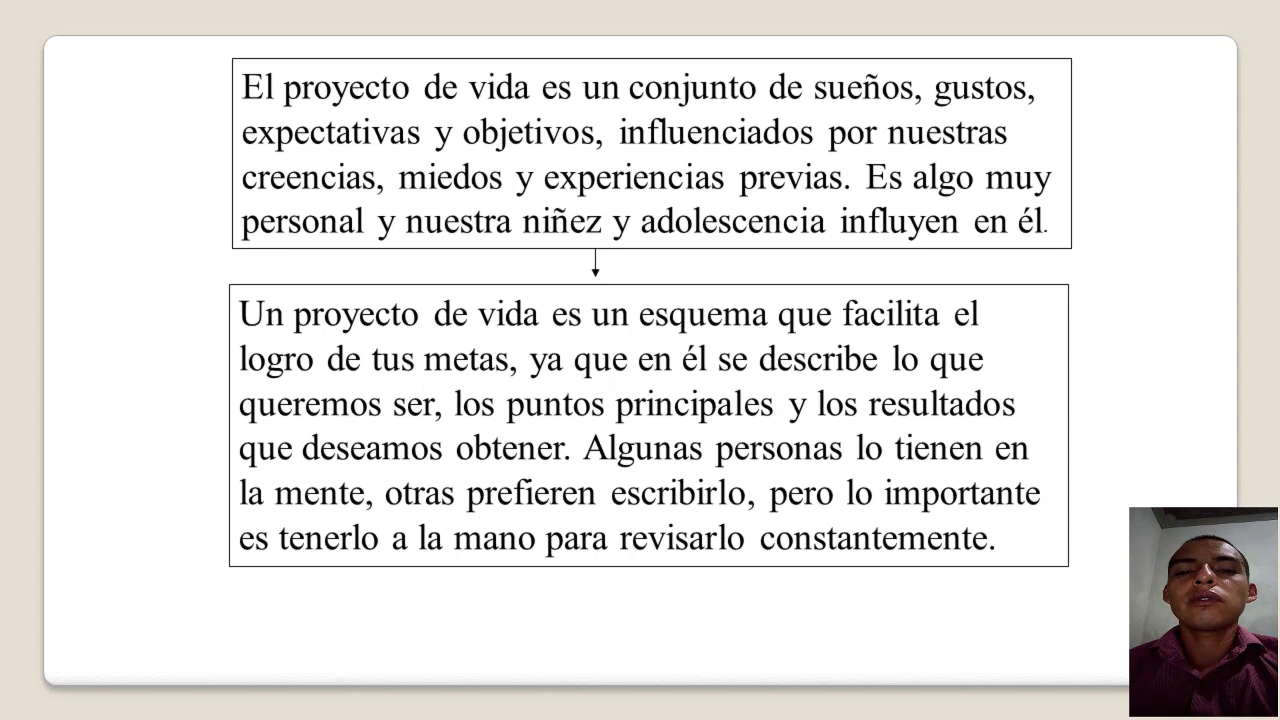 El proyecto de vida es un conjunto de sueños, gustos,
expectativas y objetivos, influenciados por nuestras
creencias, miedos y experiencias previas. Es algo muy
personal y nuestra niñez y adolescencia influyen en él.
Un proyecto de vida es un esquema que facilita el
logro de tus metas, ya que en él se describe lo que
queremos ser, los puntos principales y los resultados
que deseamos obtener. Algunas personas lo tienen en
la mente, otras prefieren escribirlo, pero lo importante
es tenerlo a la mano para revisarlo constantemente.